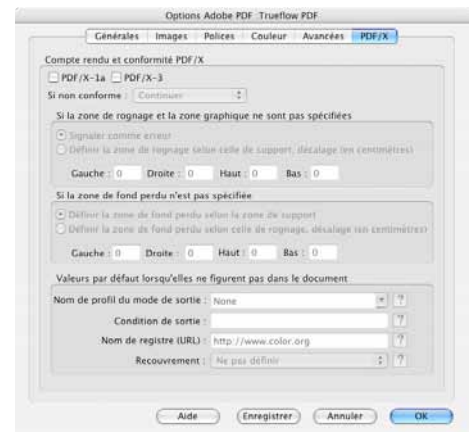 Options Adobe PDF Trueflow PDF
Générales Images Polices Couleur Avancées PDF/X
Compte rendu et conformité PDF/X
PDF/X-1a PDF/X-3
Si non conforme : Continuer
Si la zone de rognage et la zone graphique ne sont pas spécifiées
Signaler comme erreur
Définir la zone de rognage selon celle de support, décalage (en centimètres)
Gauche : 0 Droite : 0 Haut : 0 Bas : 0
Si la zone de fond perdu n'est pas spécifiée
Définir la zone de fond perdu selon la zone de support
Définir la zone de fond perdu selon celle de rognage, décalage (en centimètres)
Gauche : 0 Droite : 0 Haut : 0 Bas : 0
Valeurs par défaut lorsqu'elles ne figurent pas dans le document
Nom de profil du mode de sortie : None ?
Condition de sortie : ?
Nom de registre (URL) : http://www.color.org ?
Recouvrement : Ne pas définir ?
Aide Enregistrer Annuler OK